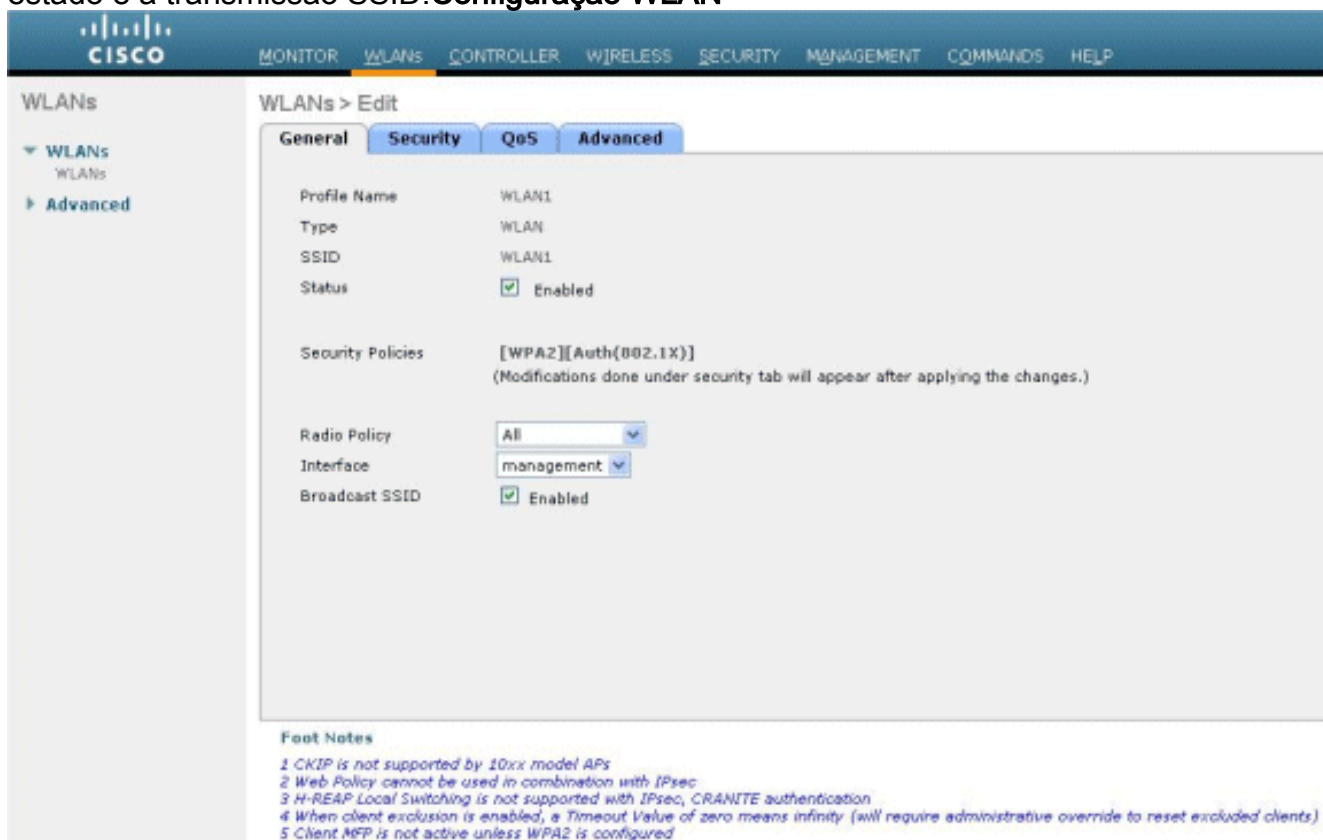 estado e a transmissão SSID.Configuração WLAN
CISCO
MONITOR WLANs CONTROLLER WIRELESS SECURITY MANAGEMENT COMMANDS HELP
WLANs
WLANs
WLANs
Advanced
WLANs > Edit
General Security QoS Advanced
Profile Name WLAN1
Type WLAN
SSID WLAN1
Status Enabled
Security Policies [WPA2][Auth(802.1X)]
(Modifications done under security tab will appear after applying the changes.)
Radio Policy All
Interface management
Broadcast SSID Enabled
Foot Notes
1 CKIP is not supported by 10xx model APs
2 Web Policy cannot be used in combination with IPsec
3 H-REAP Local Switching is not supported with IPsec, CRANITE authentication
4 When client exclusion is enabled, a Timeout Value of zero means infinity (will require administrative override to reset excluded clients)
5 Client MFP is not active unless WPA2 is configured